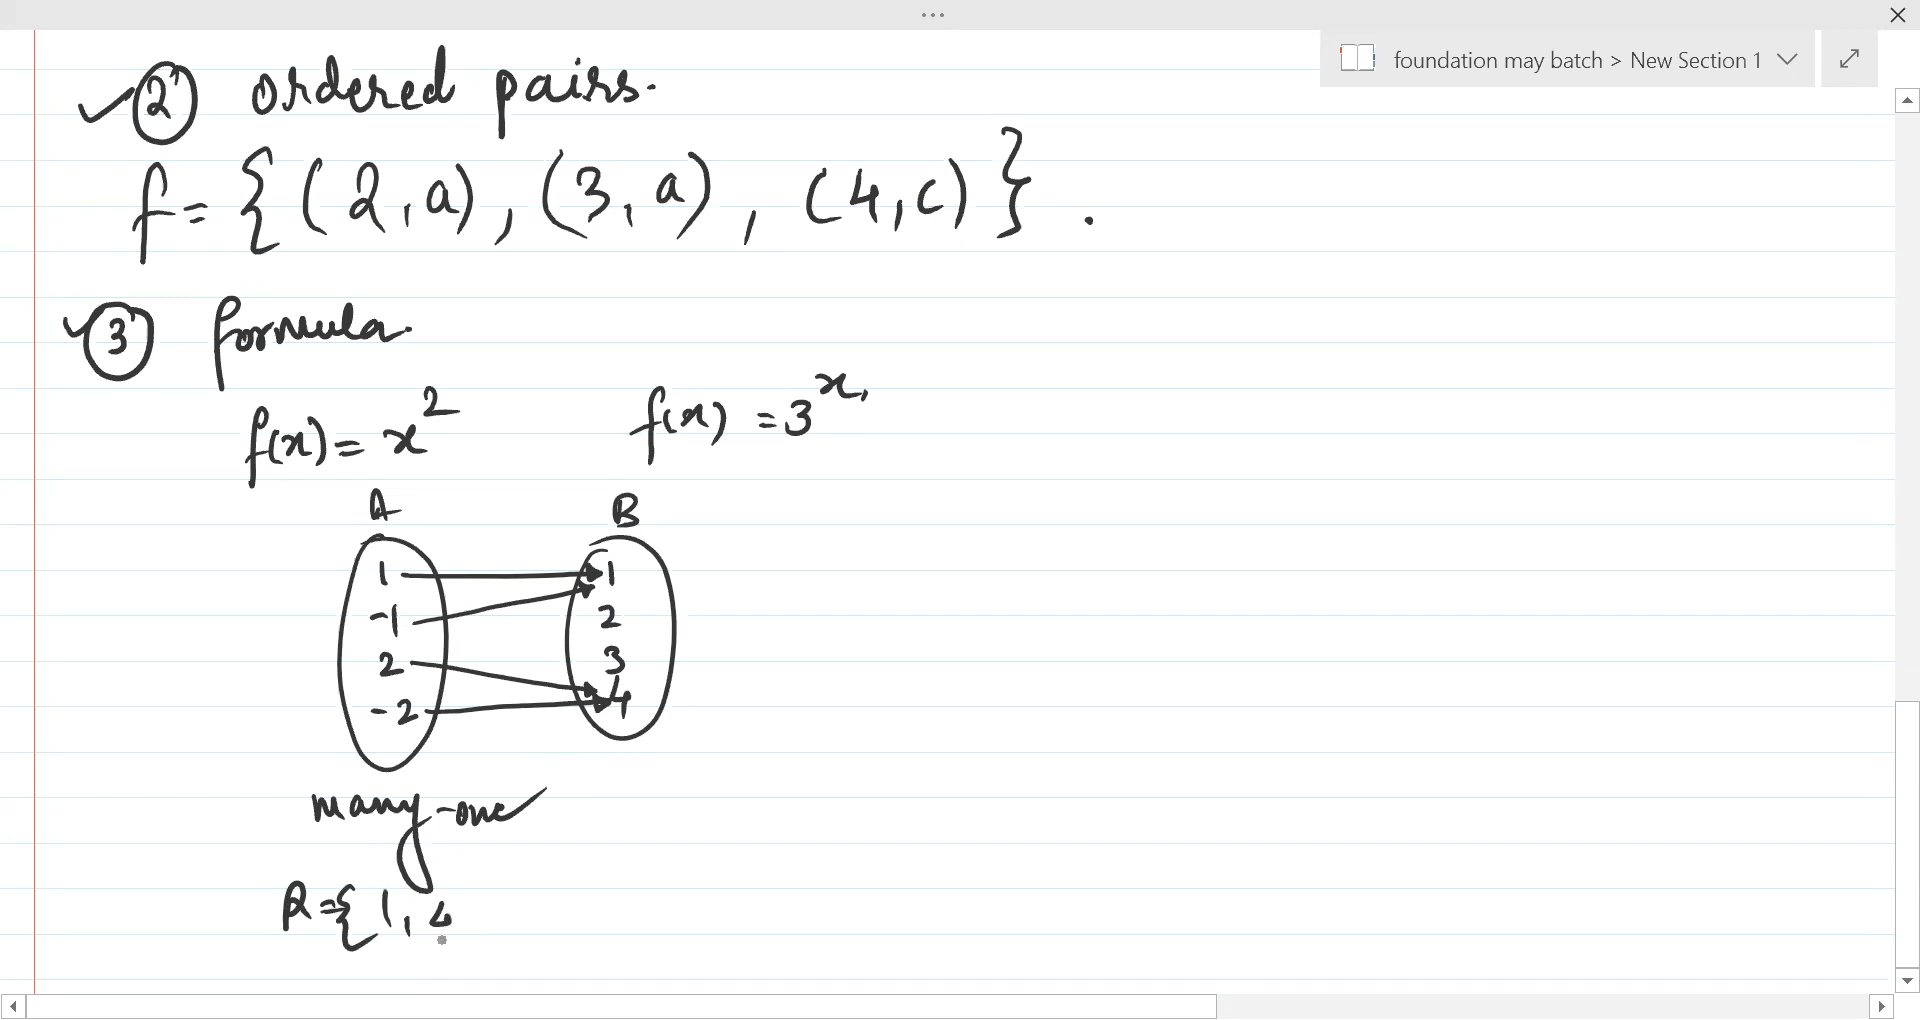 foundation may batch > New Section 1
② ordered pairs.
f = { (2, a), (3, a), (4, c) } .
③ formula.
f(x) = x² f(x) = 3ˣ,
A B
1 1
-1 2
2 3
-2 4
many-one
R = { 1, 4